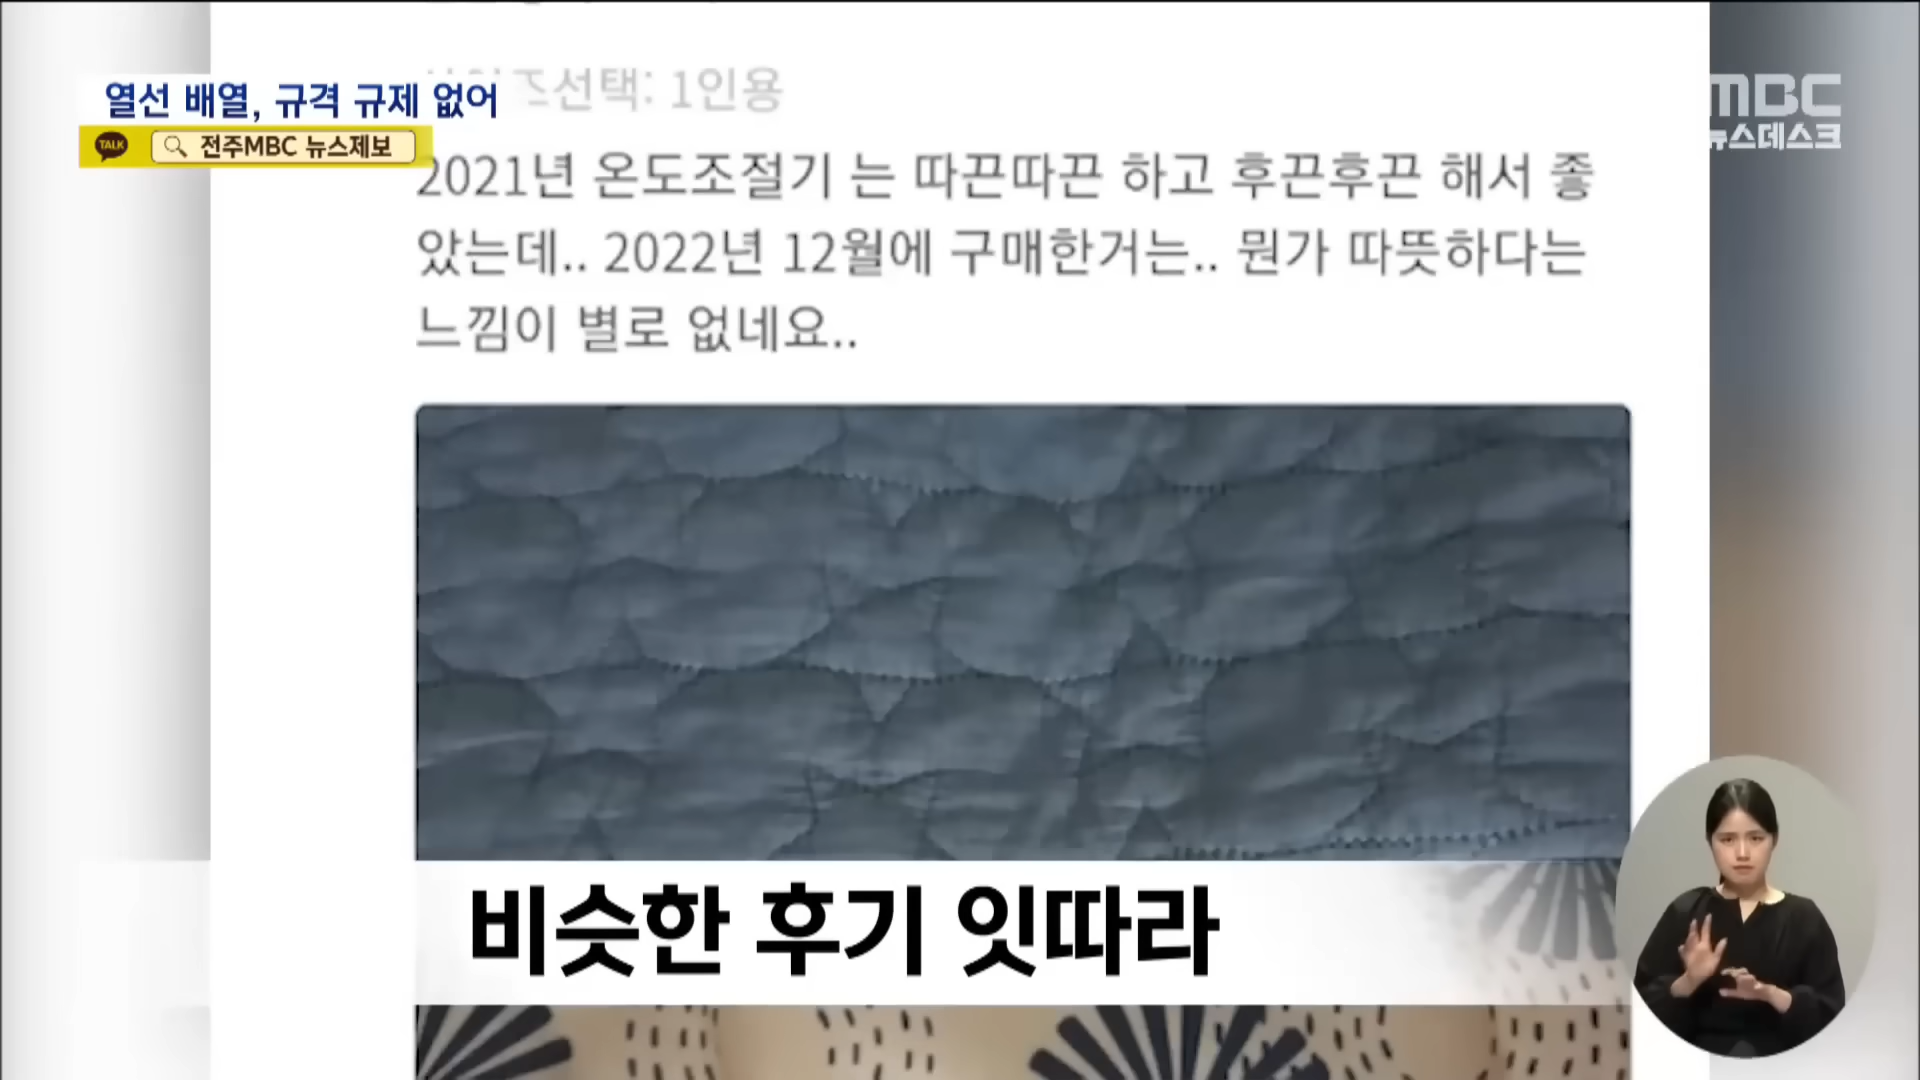 열선 배열, 규격 규제 없어
TALK 전주MBC 뉴스제보
MBC
뉴스데스크
선택: 1인용
2021년 온도조절기 는 따끈따끈 하고 후끈후끈 해서 좋
았는데.. 2022년 12월에 구매한거는.. 뭔가 따뜻하다는
느낌이 별로 없네요..
비슷한 후기 잇따라